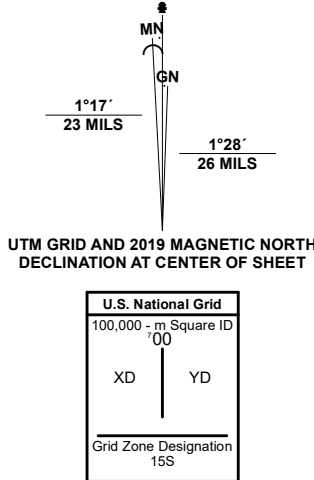 MN
GN
1°17´
23 MILS
1°28´
26 MILS
UTM GRID AND 2019 MAGNETIC NORTH
DECLINATION AT CENTER OF SHEET
U.S. National Grid
100,000 - m Square ID
⁷00
XD YD
Grid Zone Designation
15S